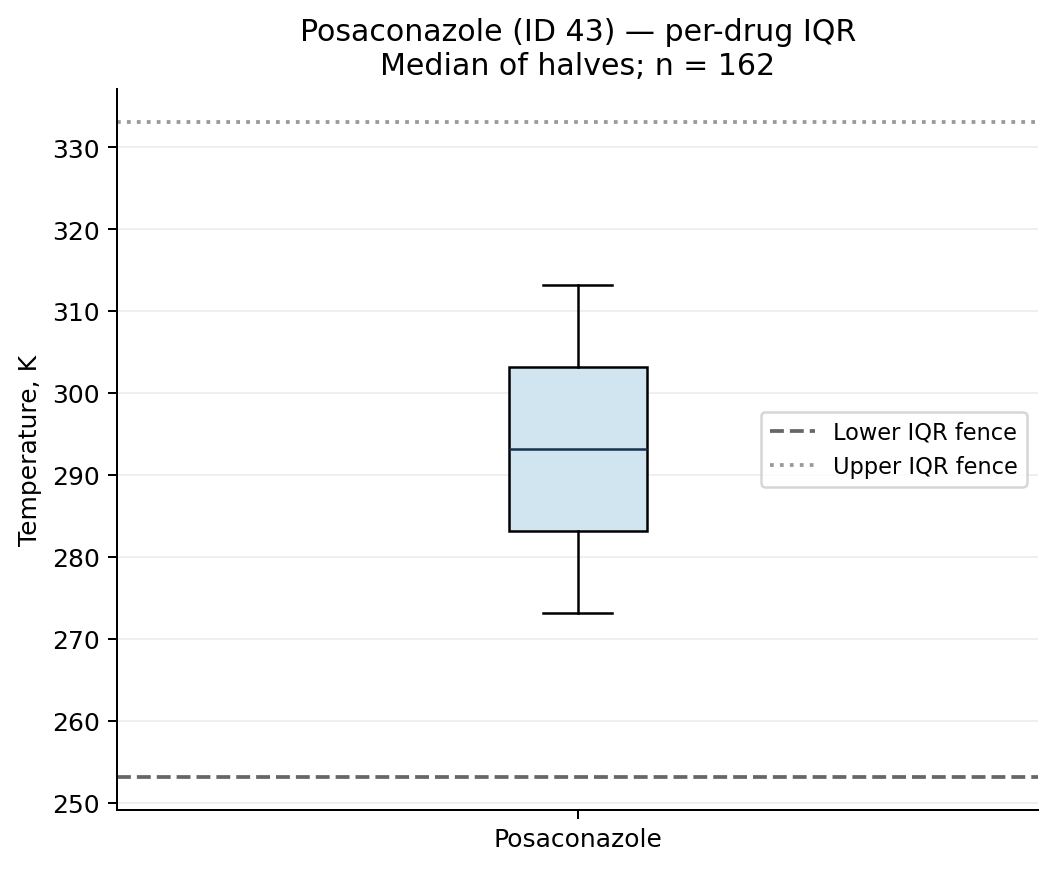 Posaconazole (ID 43) — per-drug IQR
Median of halves; n = 162
Temperature, K
330
320
310
300
290
280
270
260
250
Lower IQR fence
Upper IQR fence
Posaconazole